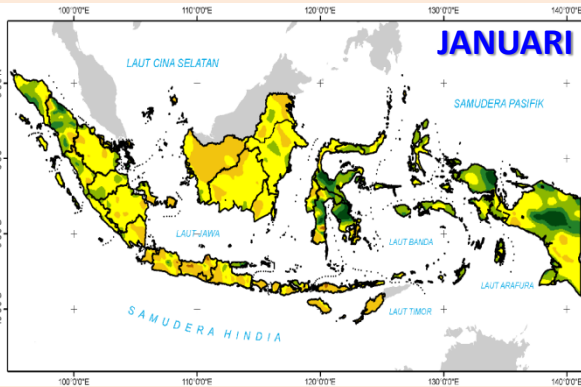 100°0'0"E 110°0'0"E 120°0'0"E 130°0'0"E 140°0'0"E
JANUARI
LAUT CINA SELATAN
SAMUDERA PASIFIK
LAUT JAWA
LAUT BANDA
LAUT ARAFURA
SAMUDERA HINDIA
LAUT TIMOR
100°0'0"E 110°0'0"E 120°0'0"E 130°0'0"E 140°0'0"E